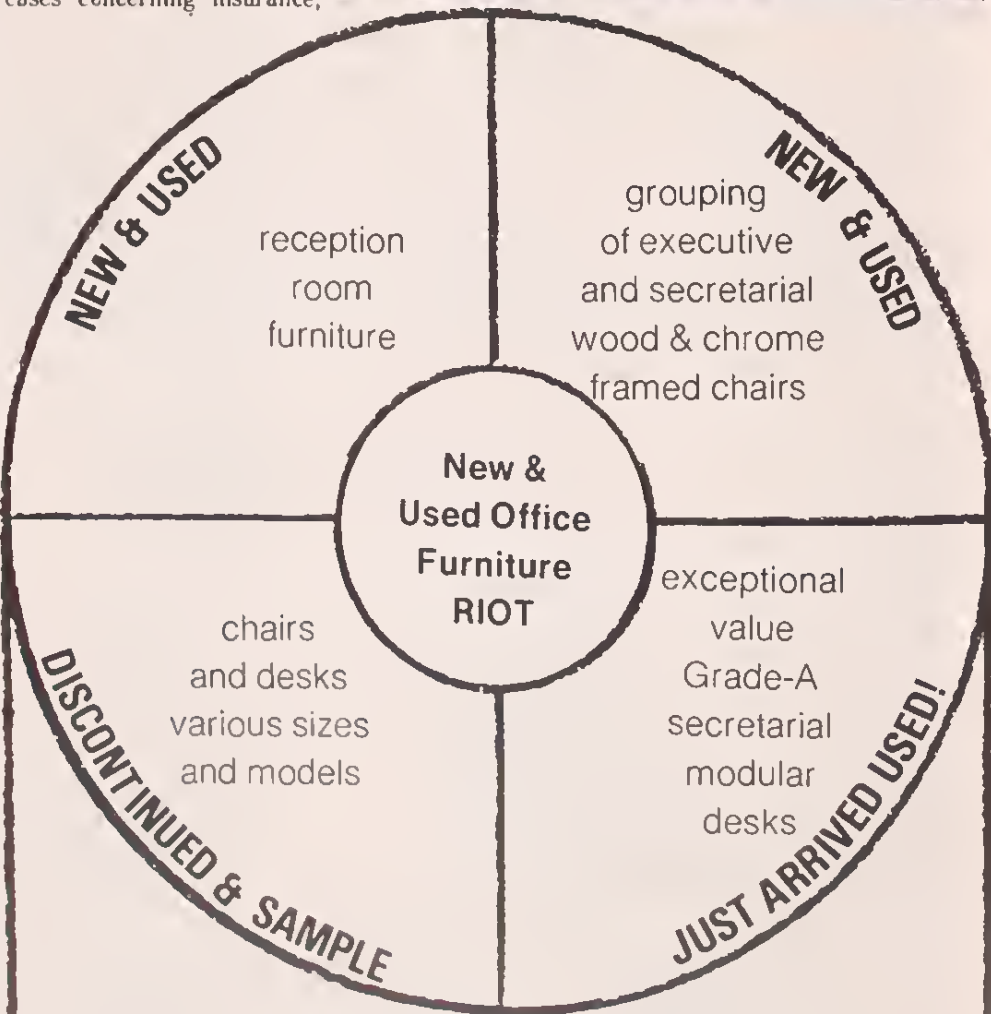 cases concerning insurance,
NEW & USED
reception
room
furniture
NEW & USED
grouping
of executive
and secretarial
wood & chrome
framed chairs
New &
Used Office
Furniture
RIOT
DISCONTINUED & SAMPLE
chairs
and desks
various sizes
and models
JUST ARRIVED USED!
exceptional
value
Grade-A
secretarial
modular
desks